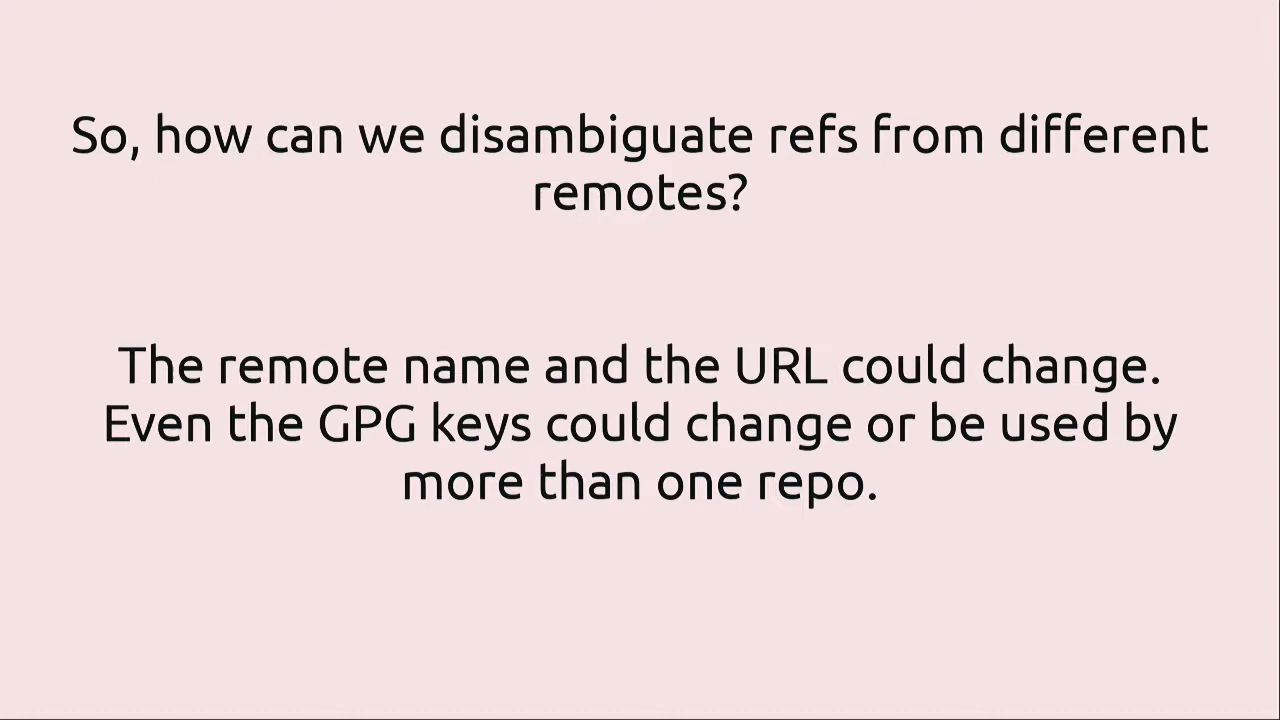 So, how can we disambiguate refs from different
remotes?
The remote name and the URL could change.
Even the GPG keys could change or be used by
more than one repo.